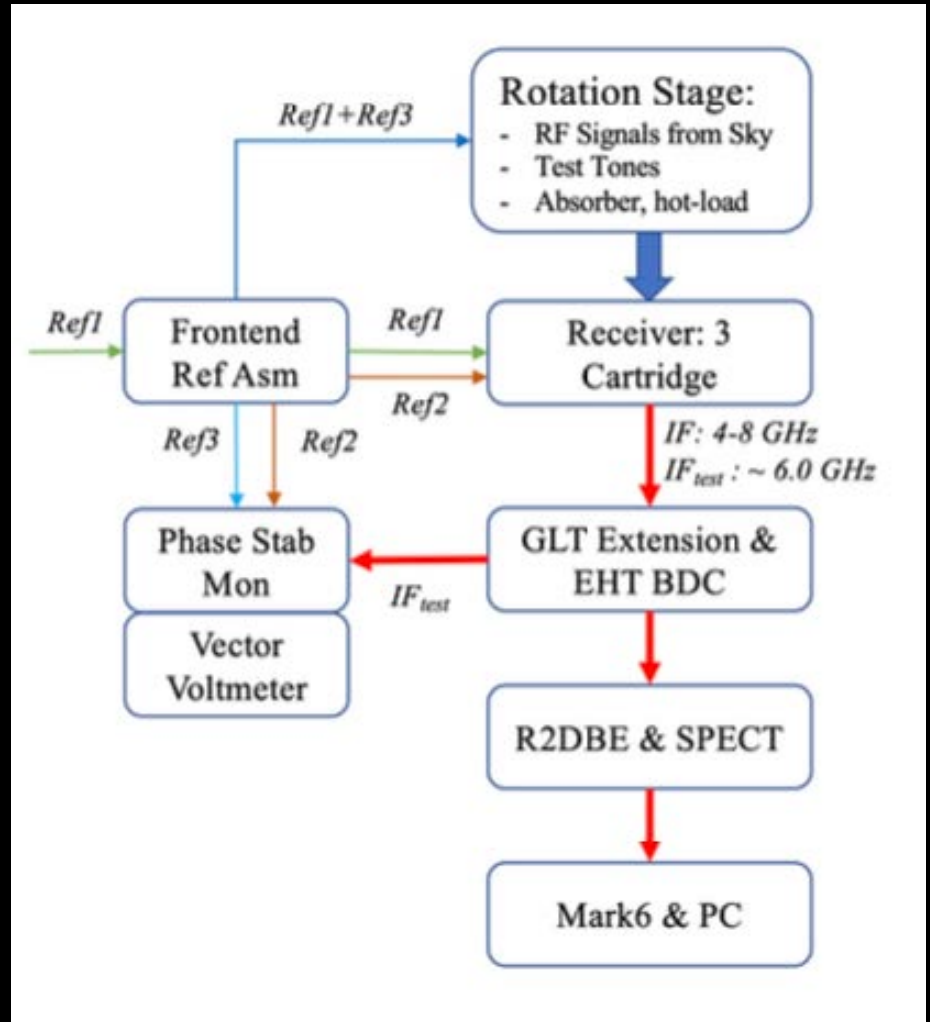 Ref1+Ref3
Rotation Stage:
- RF Signals from Sky
- Test Tones
- Absorber, hot-load
Ref1
Frontend
Ref Asm
Ref1
Ref2
Receiver: 3
Cartridge
Ref3
Ref2
IF: 4-8 GHz
IFtest : ~ 6.0 GHz
Phase Stab
Mon
IFtest
GLT Extension &
EHT BDC
Vector
Voltmeter
R2DBE & SPECT
Mark6 & PC